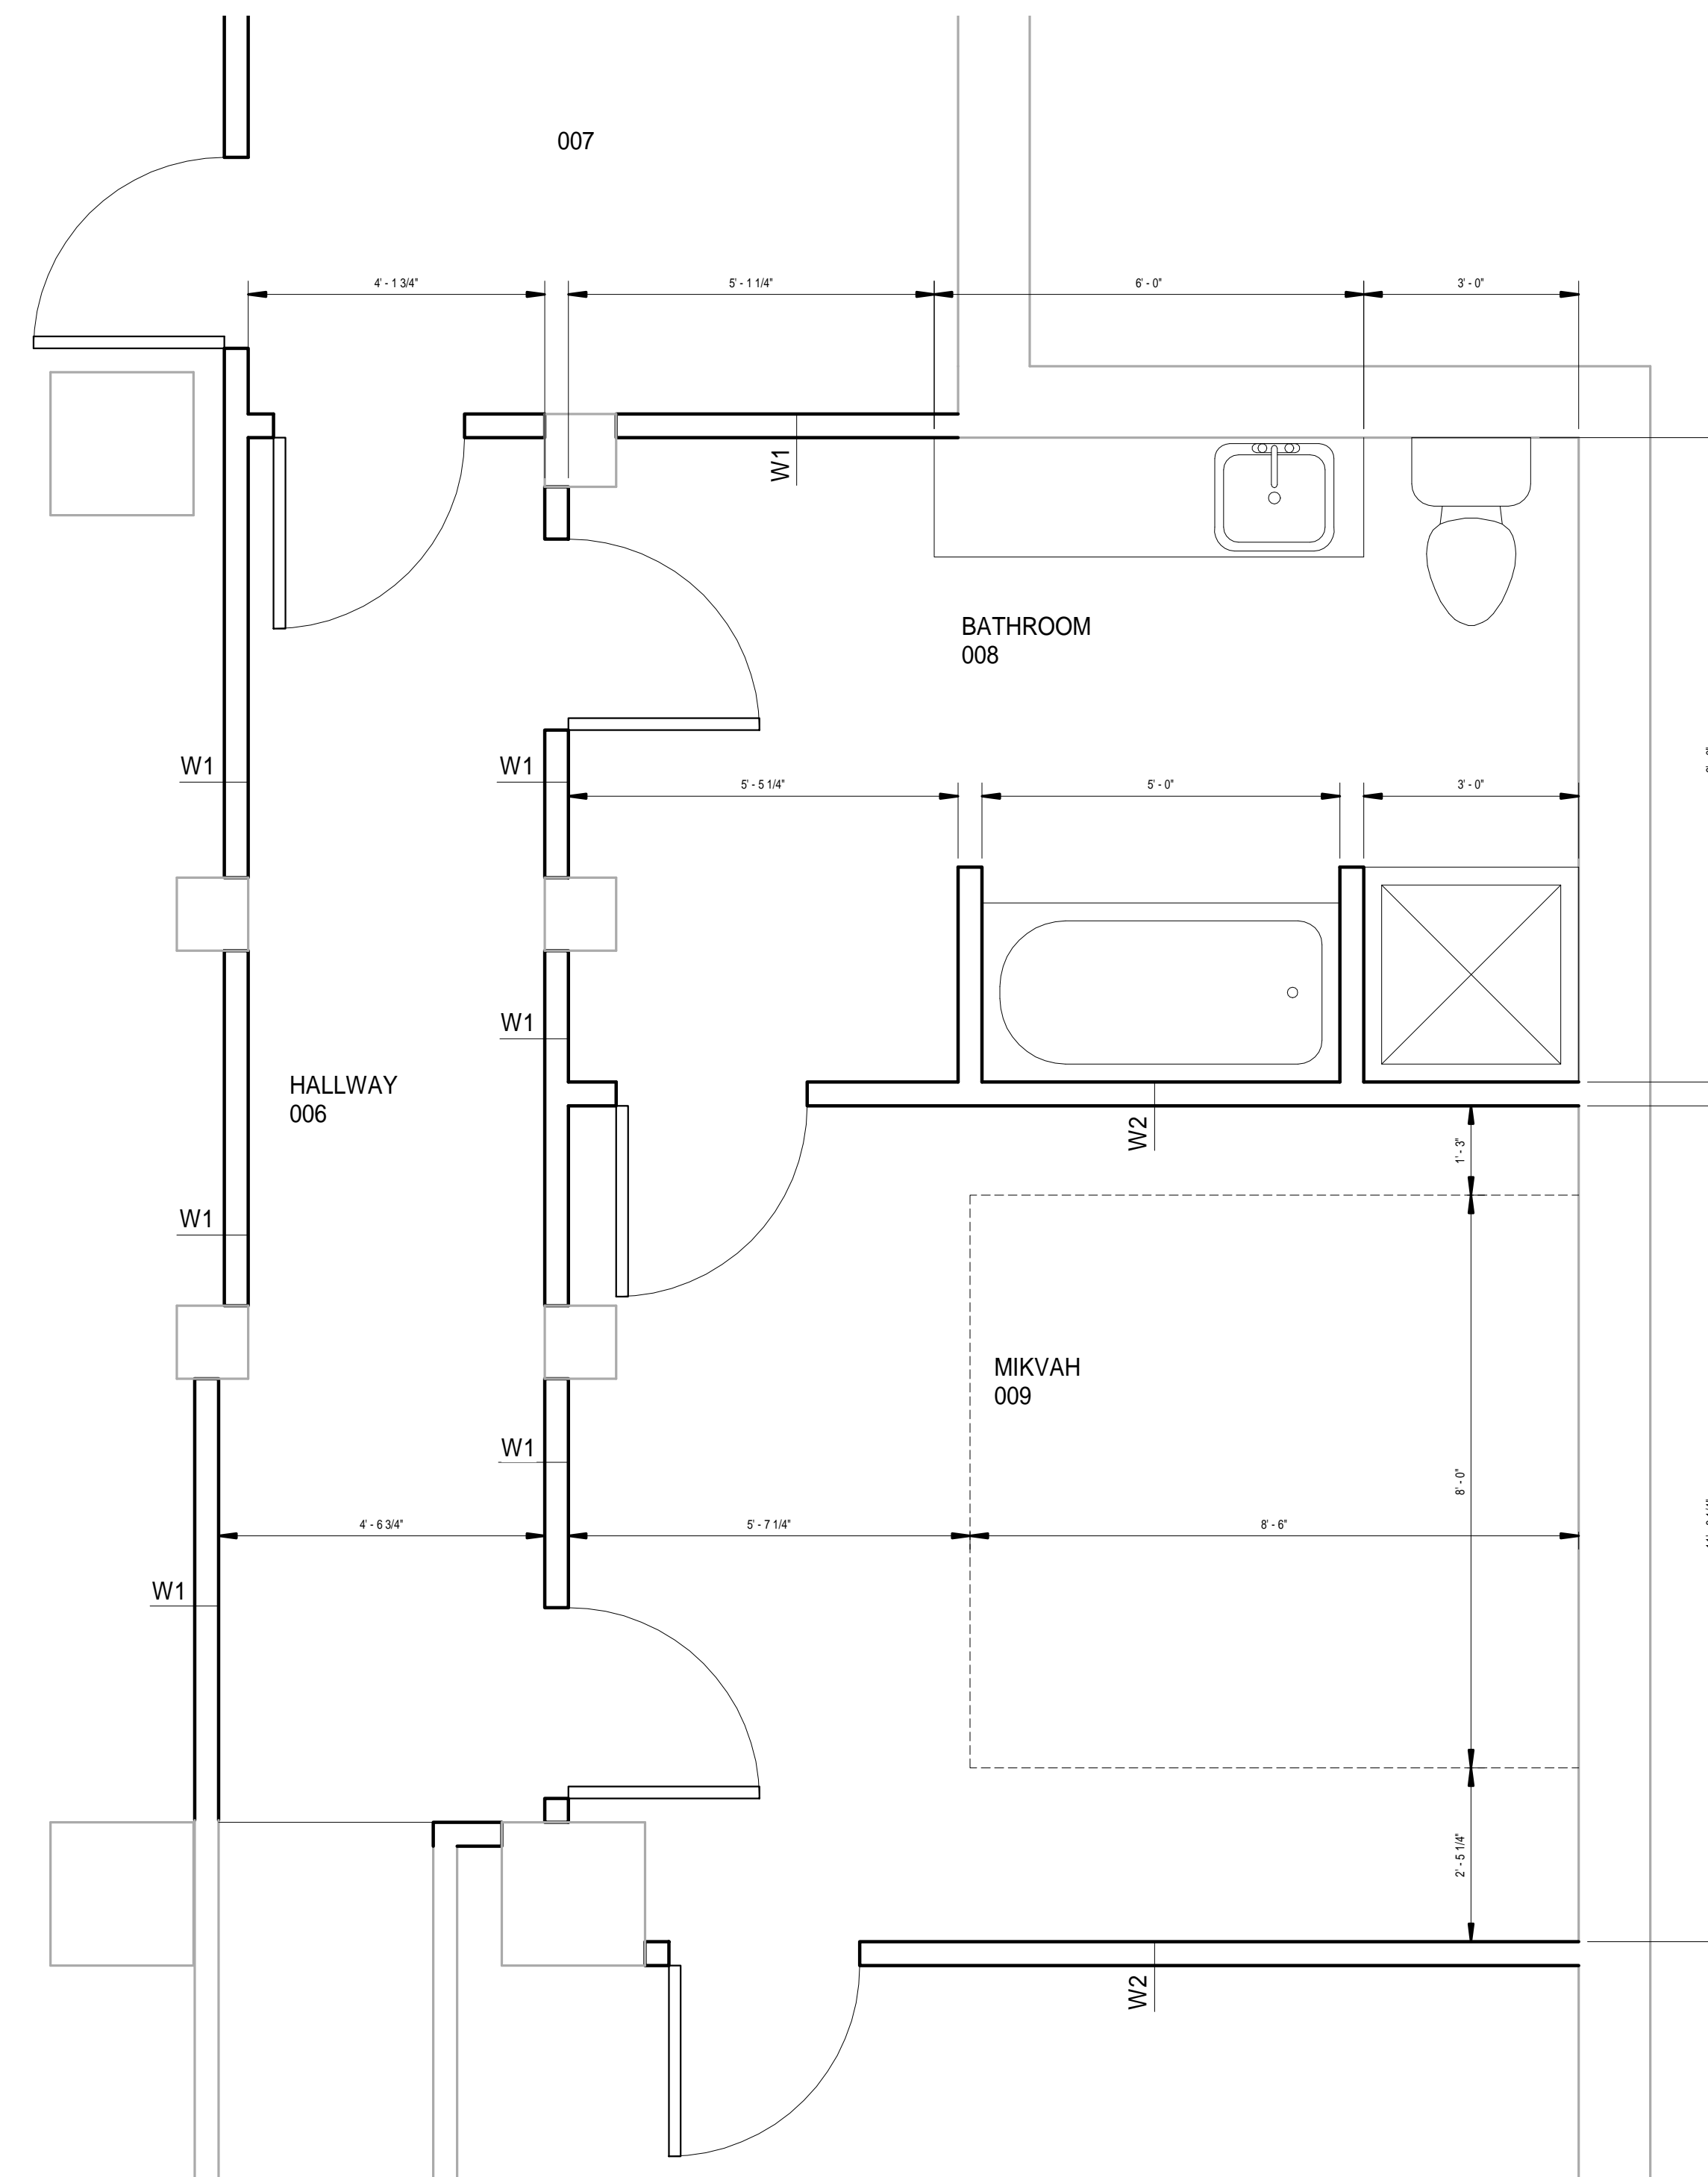 007
4' - 1 3/4"
5' - 1 1/4"
6' - 0"
3' - 0"
W1
BATHROOM
008
W1
W1
5' - 5 1/4"
5' - 0"
3' - 0"
W1
HALLWAY
006
W2
1' - 3"
W1
MIKVAH
009
W1
8' - 0"
4' - 6 3/4"
5' - 7 1/4"
8' - 6"
W1
2' - 5 1/4"
W2